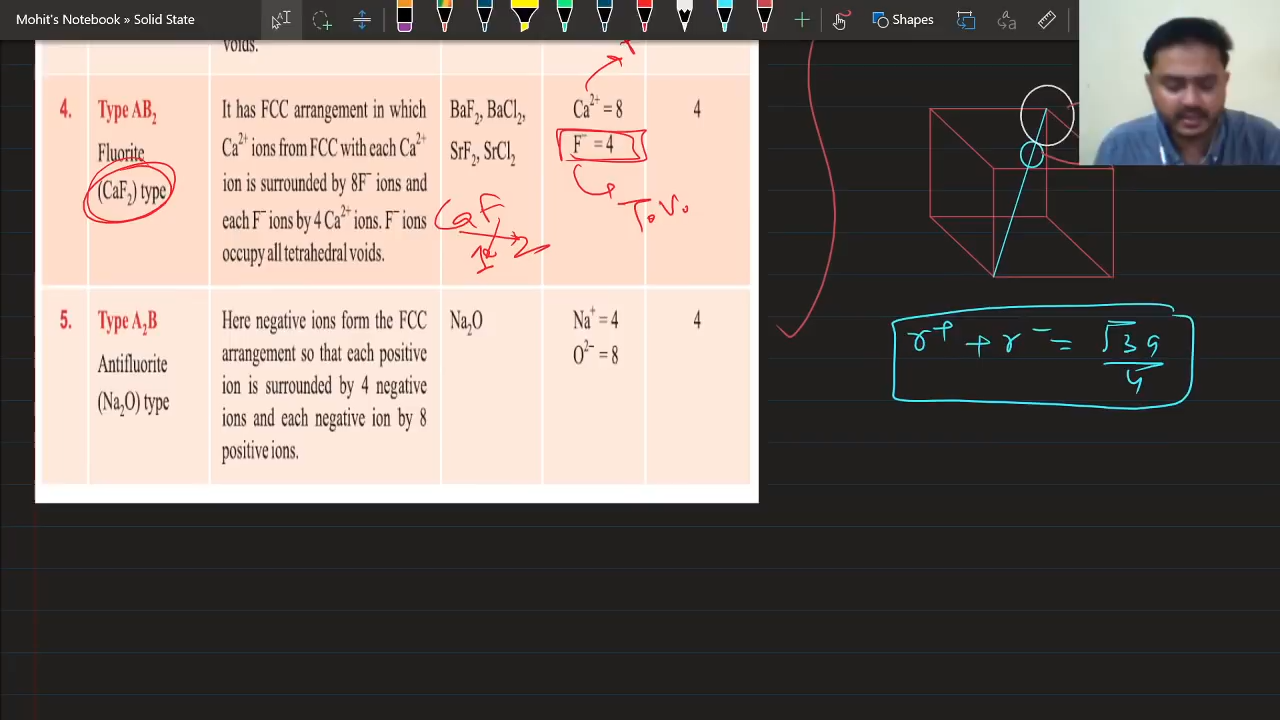 Mohit's Notebook » Solid State
Shapes
voids.
4.
Type AB₂
Fluorite
(CaF₂) type
It has FCC arrangement in which
Ca²⁺ ions from FCC with each Ca²⁺
ion is surrounded by 8F⁻ ions and
each F⁻ ions by 4 Ca²⁺ ions. F⁻ ions
occupy all tetrahedral voids.
BaF₂, BaCl₂,
SrF₂, SrCl₂
Ca²⁺ = 8
F⁻ = 4
4
CaF
T.V.
5.
Type A₂B
Antifluorite
(Na₂O) type
Here negative ions form the FCC
arrangement so that each positive
ion is surrounded by 4 negative
ions and each negative ion by 8
positive ions.
Na₂O
Na⁺ = 4
O²⁻ = 8
4
r⁺ + r⁻ = √3a
4